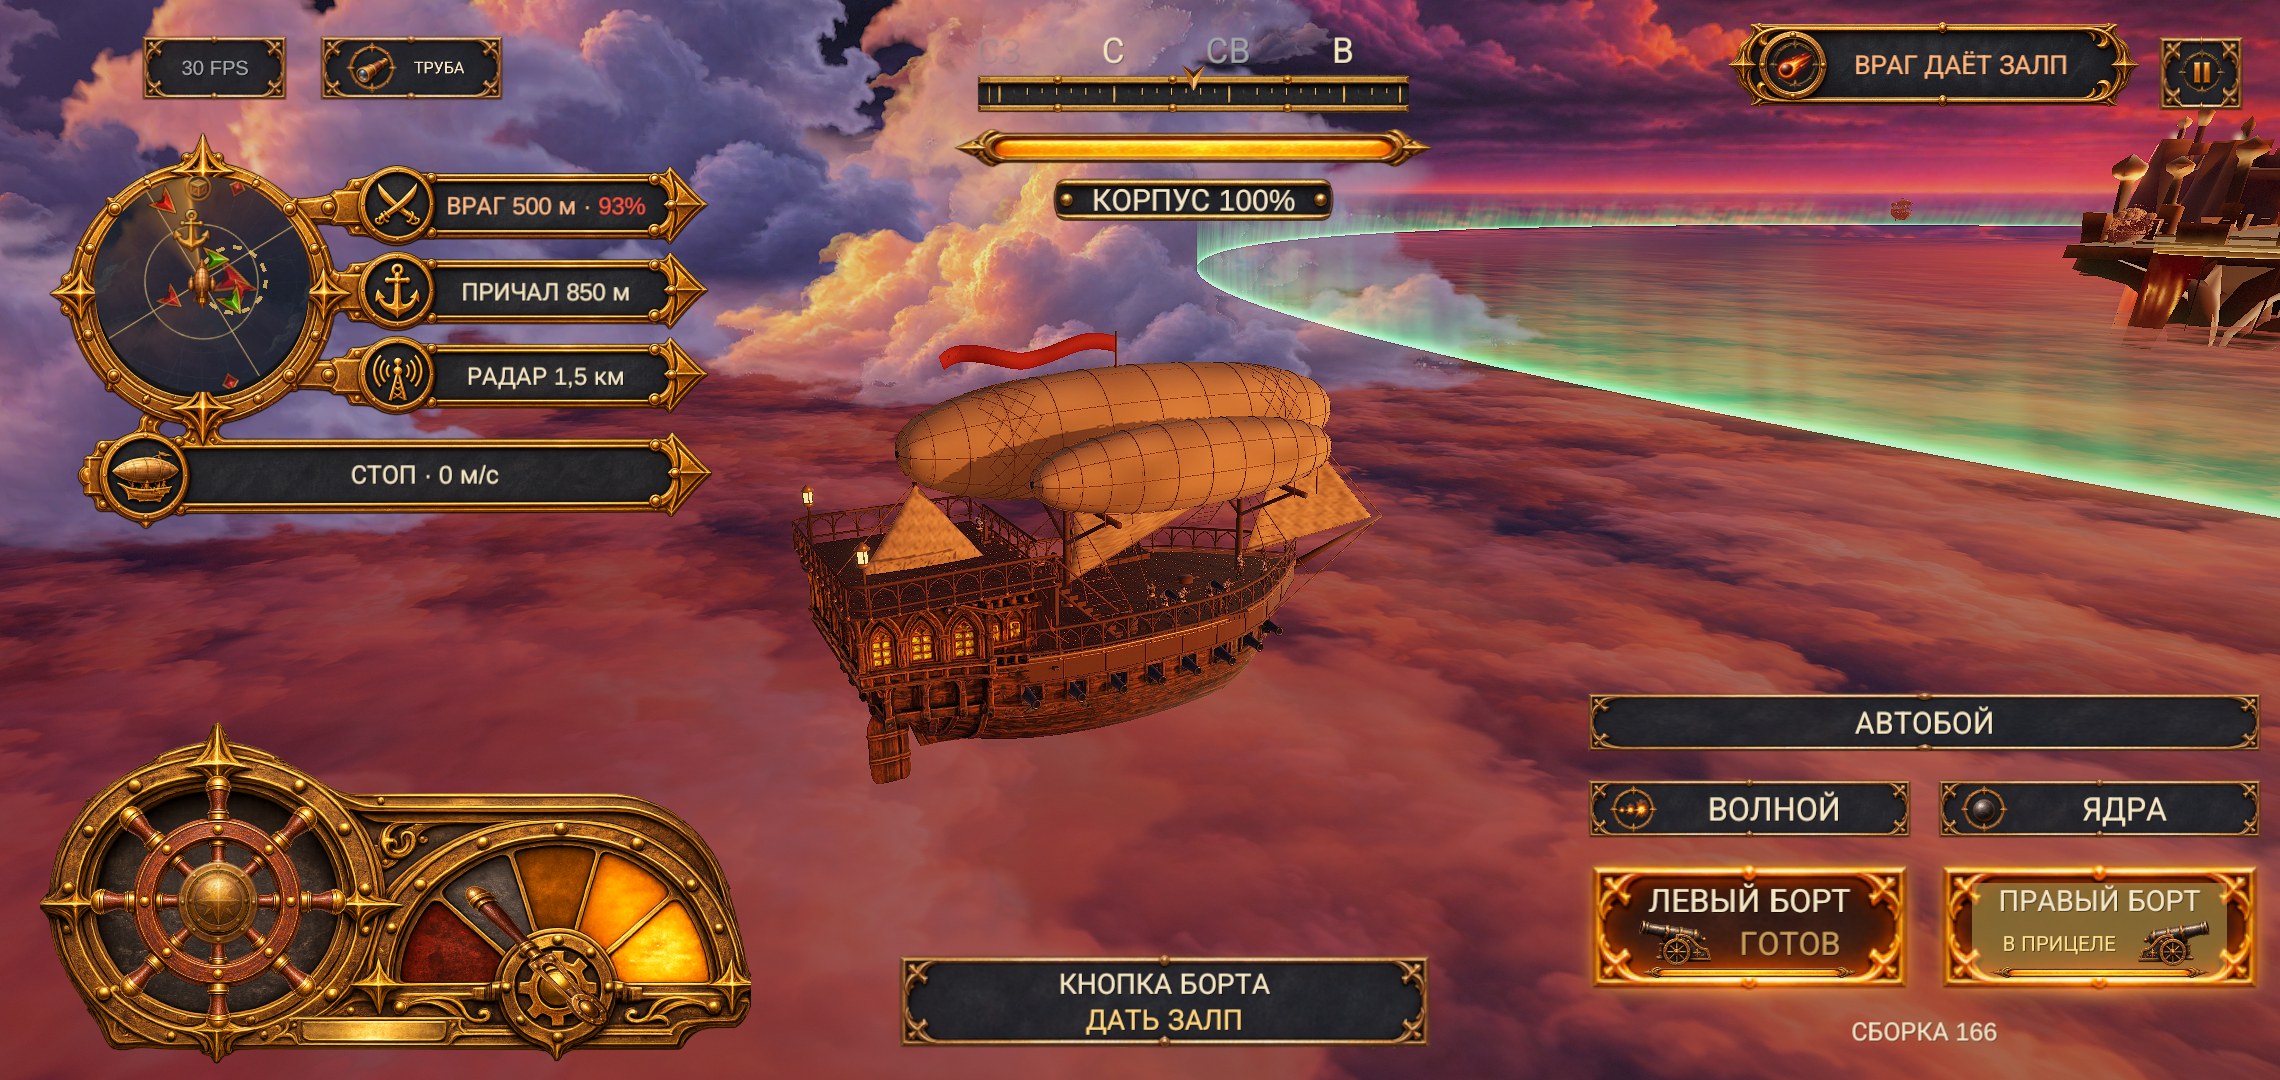 30 FPS
ТРУБА
СЗ С СВ В
ВРАГ ДАЁТ ЗАЛП
КОРПУС 100%
ВРАГ 500 м · 93%
ПРИЧАЛ 850 м
РАДАР 1,5 км
СТОП · 0 м/с
АВТОБОЙ
ВОЛНОЙ
ЯДРА
ЛЕВЫЙ БОРТ
ГОТОВ
ПРАВЫЙ БОРТ
В ПРИЦЕЛЕ
КНОПКА БОРТА
ДАТЬ ЗАЛП
СБОРКА 166